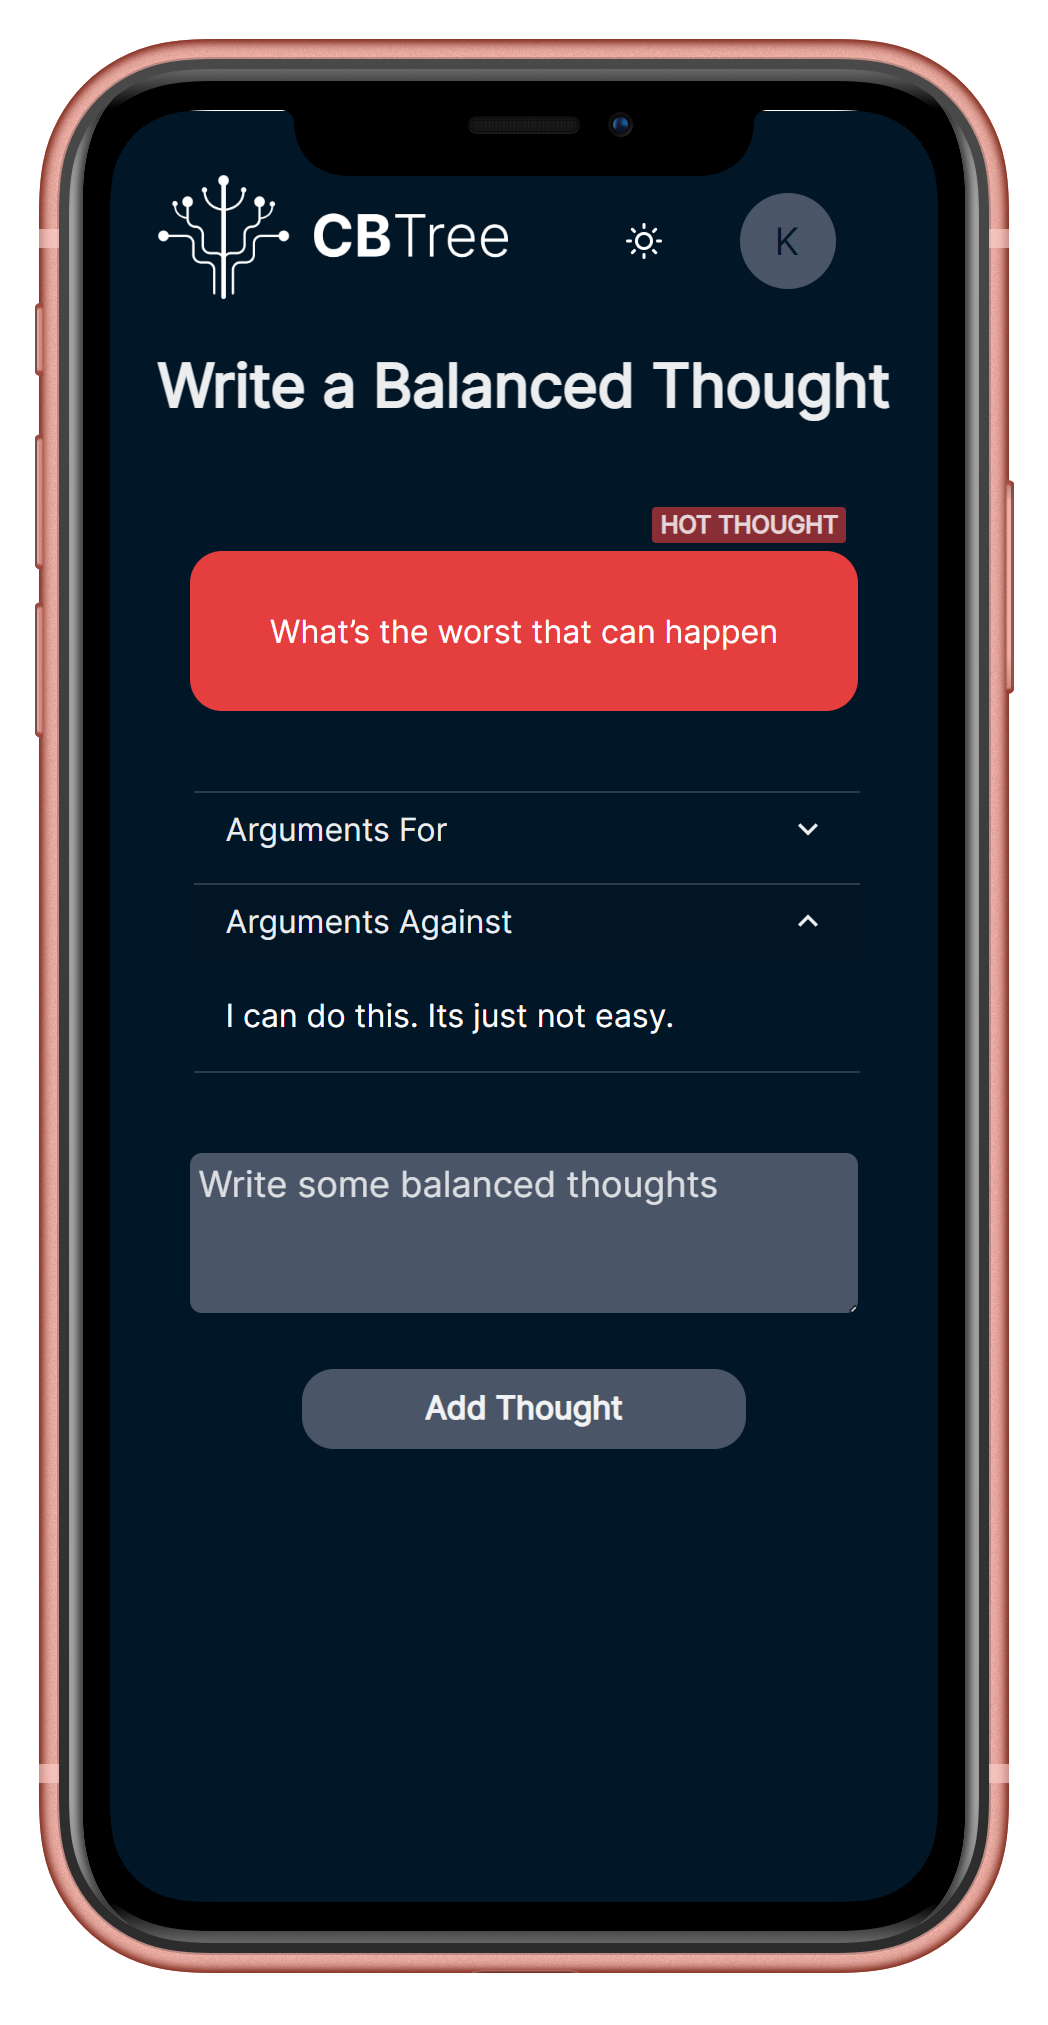 CBTree
K
Write a Balanced Thought
HOT THOUGHT
What’s the worst that can happen
Arguments For
Arguments Against
I can do this. Its just not easy.
Write some balanced thoughts
Add Thought